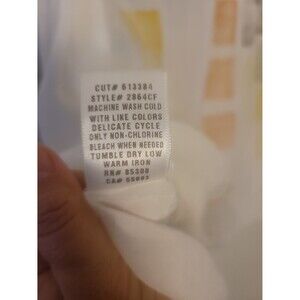 CUT# 613384
STYLE# 2864CF
MACHINE WASH COLD
WITH LIKE COLORS
DELICATE CYCLE
ONLY NON-CHLORINE
BLEACH WHEN NEEDED
TUMBLE DRY LOW
WARM IRON
RN# 85308
CA#